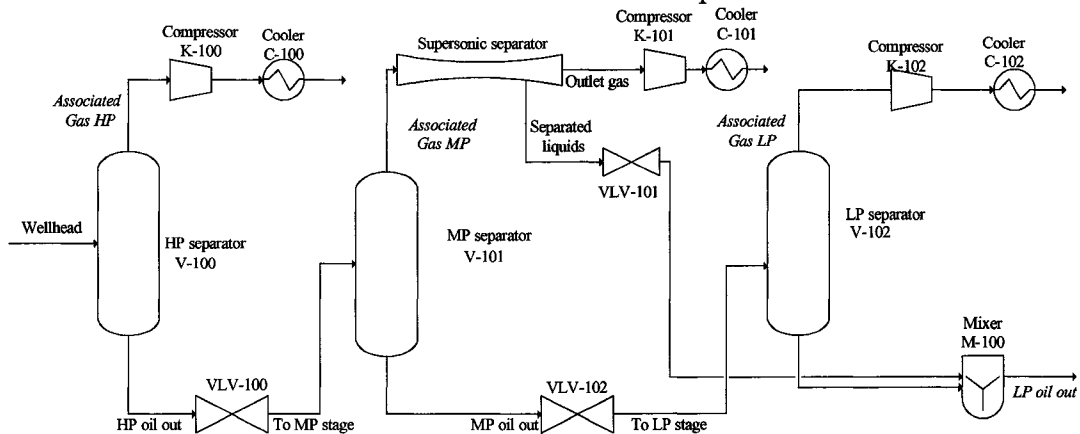 Compressor
K-100
Cooler
C-100
Associated
Gas HP
Wellhead
HP separator
V-100
HP oil out
VLV-100
To MP stage
Supersonic separator
Associated
Gas MP
Outlet gas
Separated
liquids
VLV-101
Compressor
K-101
Cooler
C-101
MP separator
V-101
MP oil out
VLV-102
To LP stage
Associated
Gas LP
Compressor
K-102
Cooler
C-102
LP separator
V-102
Mixer
M-100
LP oil out